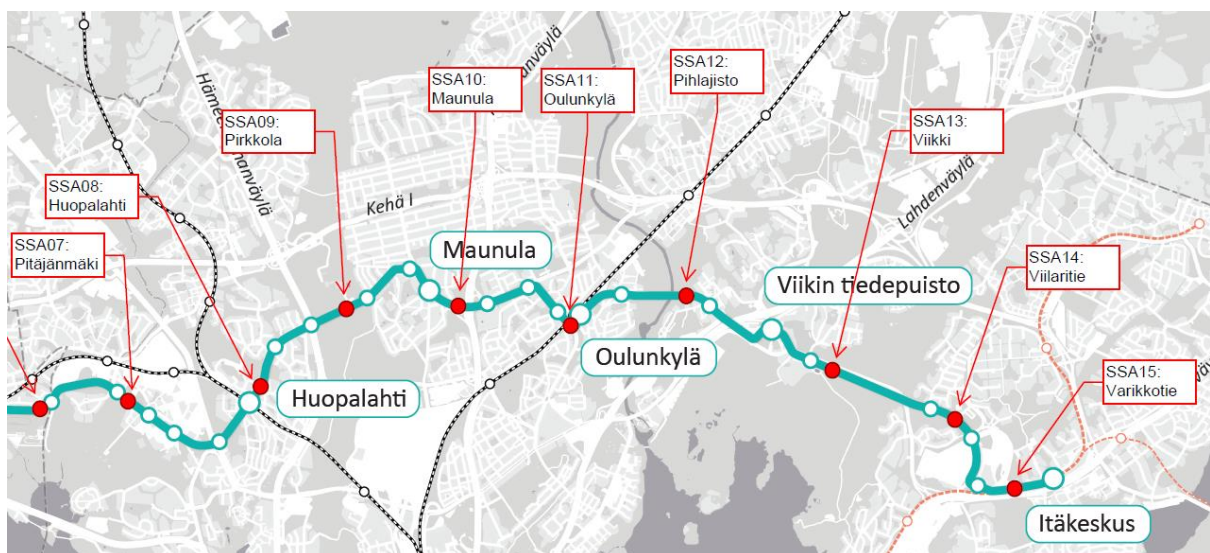 SSA07:
Pitäjänmäki
SSA08:
Huopalahti
SSA09:
Pirkkola
SSA10:
Maunula
SSA11:
Oulunkylä
SSA12:
Pihlajisto
SSA13:
Viikki
SSA14:
Viilaritie
SSA15:
Varikkotie
Kehä I
Lahdenväylä
Maunula
Viikin tiedepuisto
Huopalahti
Oulunkylä
Itäkeskus